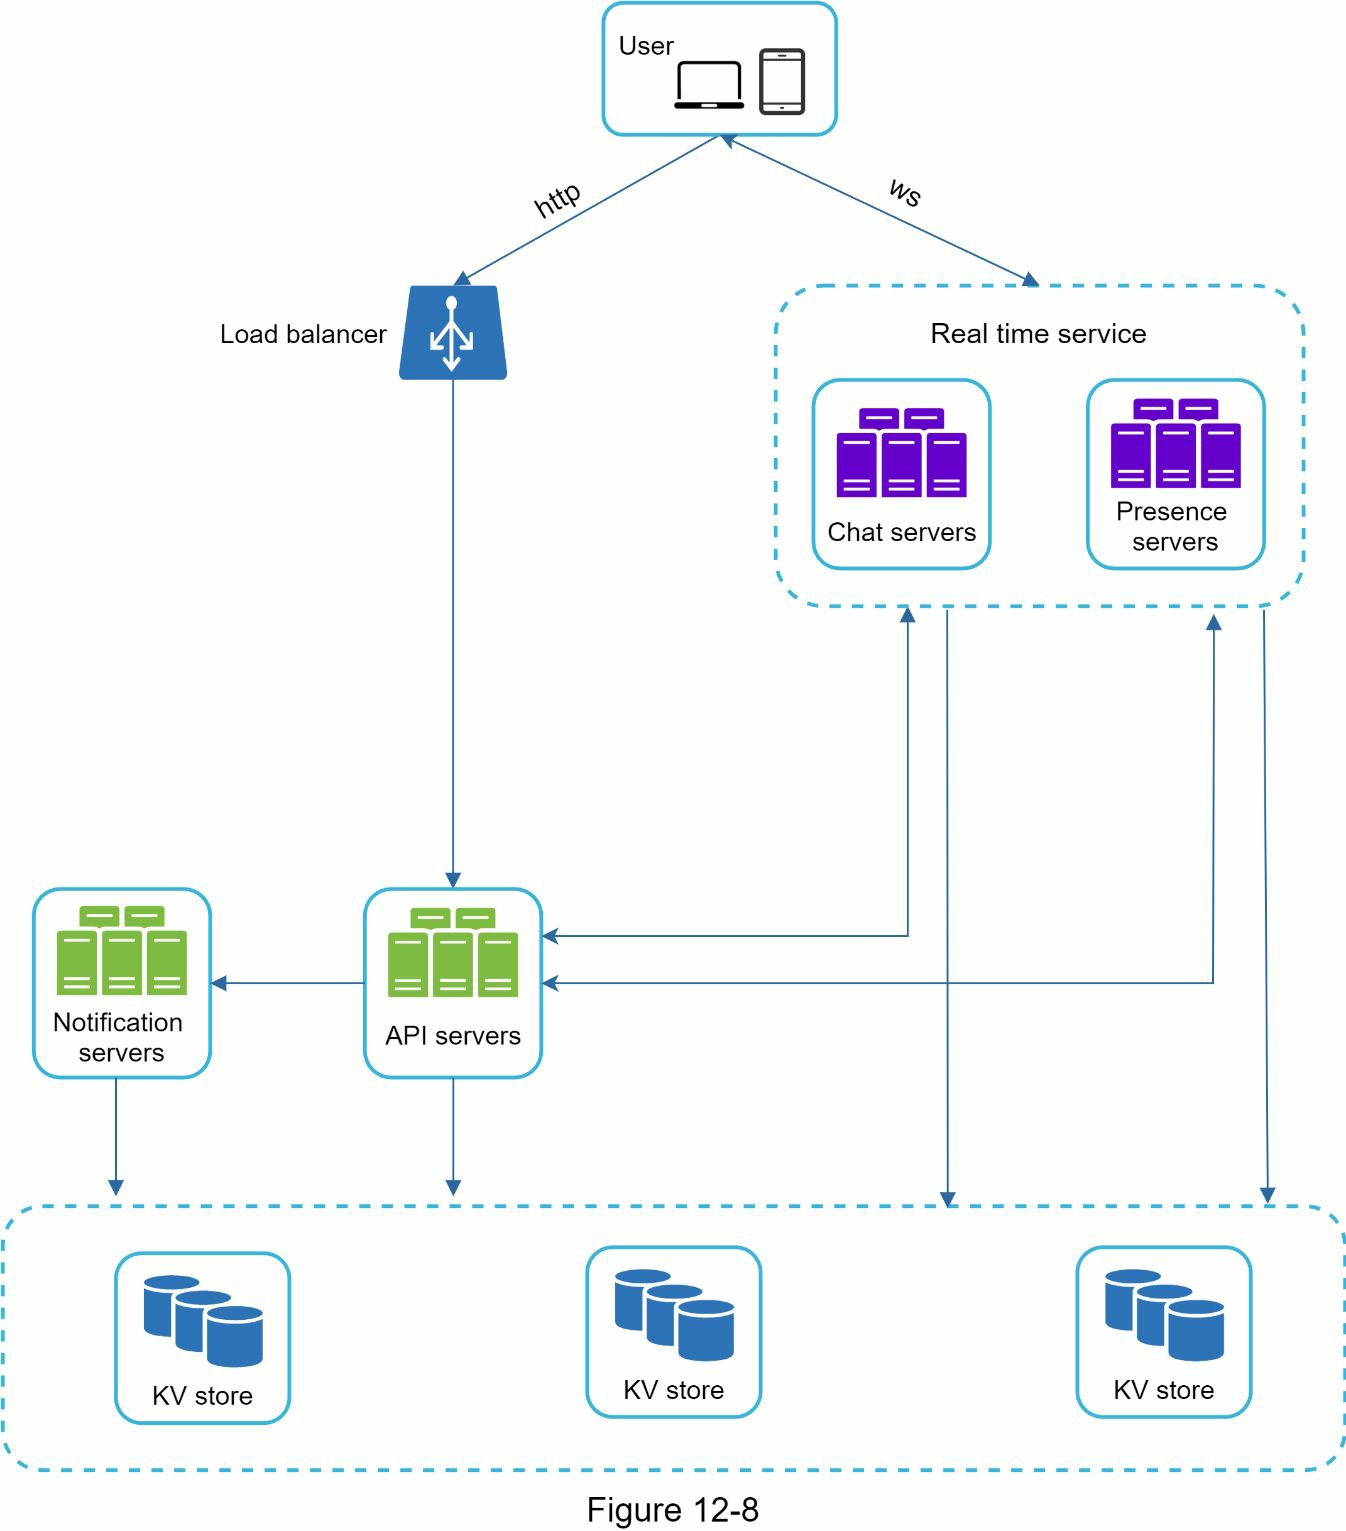 User
http
ws
Load balancer
Real time service
Chat servers
Presence
servers
Notification
servers
API servers
KV store
KV store
KV store
Figure 12-8